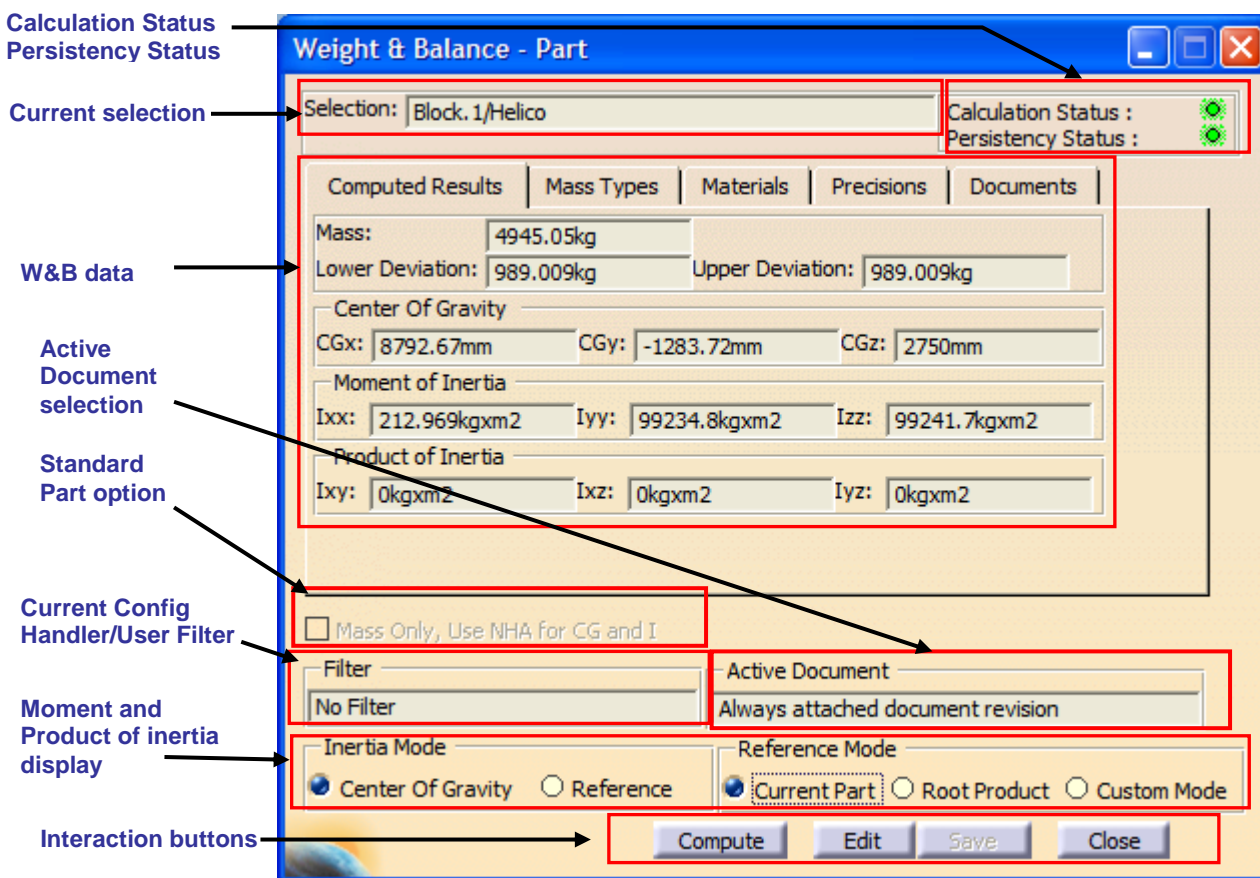 Calculation Status
Persistency Status
Weight & Balance - Part
Current selection
Selection: Block.1/Helico
Calculation Status :
Persistency Status :
Computed Results Mass Types Materials Precisions Documents
W&B data
Mass: 4945.05kg
Lower Deviation: 989.009kg Upper Deviation: 989.009kg
Center Of Gravity
CGx: 8792.67mm CGy: -1283.72mm CGz: 2750mm
Active
Document
selection
Moment of Inertia
Ixx: 212.969kgxm2 Iyy: 99234.8kgxm2 Izz: 99241.7kgxm2
Standard
Part option
Product of Inertia
Ixy: 0kgxm2 Ixz: 0kgxm2 Iyz: 0kgxm2
Current Config
Handler/User Filter
Mass Only, Use NHA for CG and I
Filter
No Filter
Active Document
Always attached document revision
Moment and
Product of inertia
display
Inertia Mode
Center Of Gravity Reference
Reference Mode
Current Part Root Product Custom Mode
Interaction buttons
Compute Edit Save Close